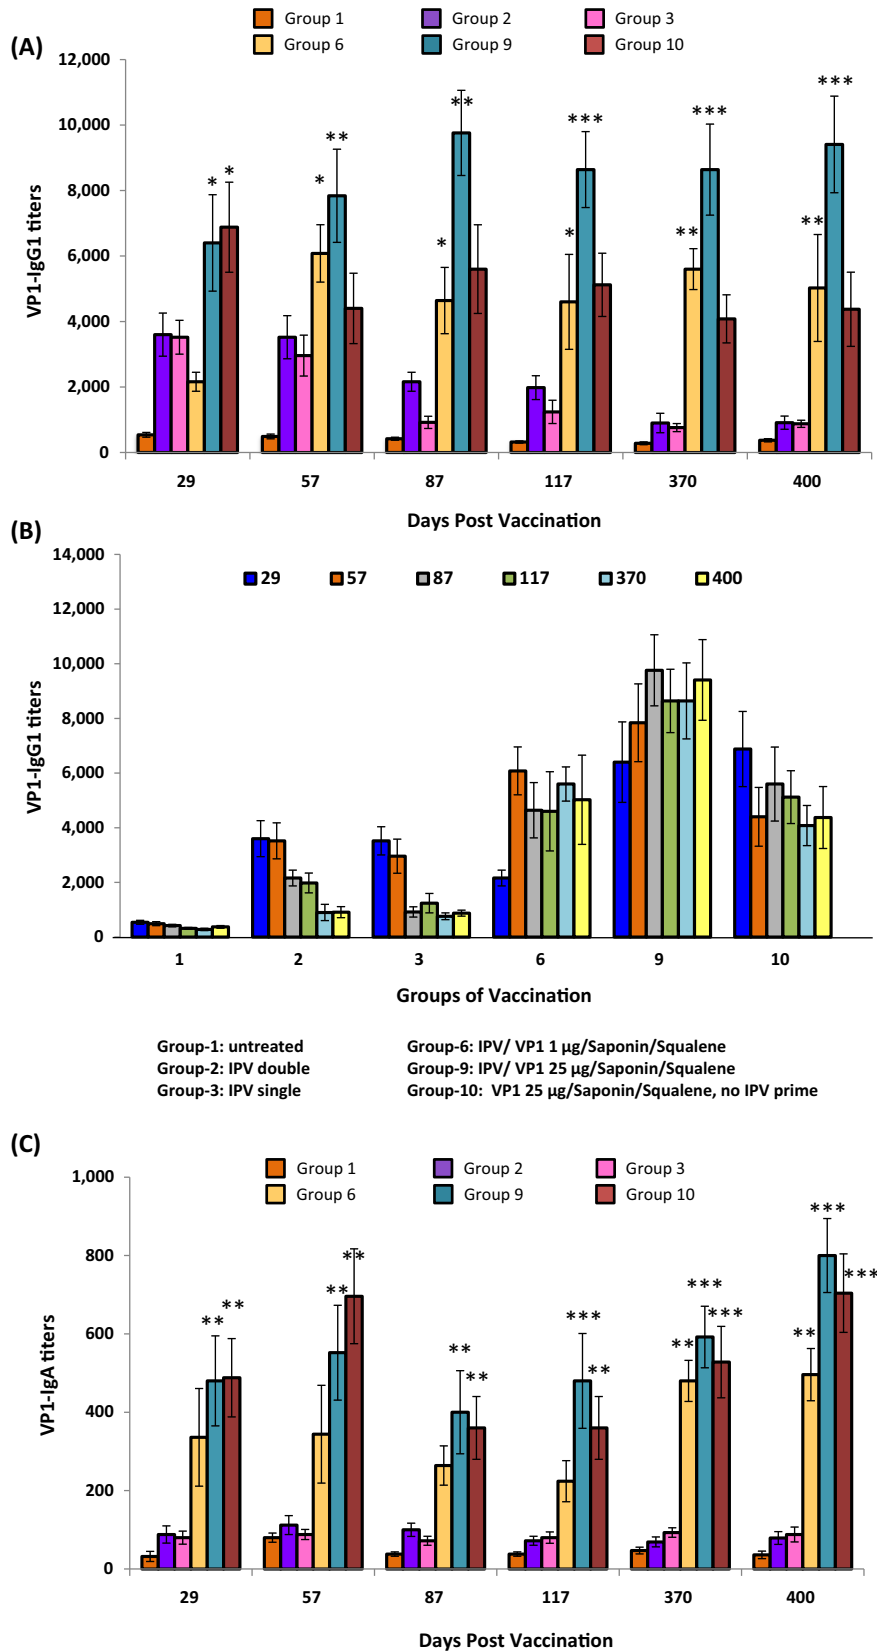 Group 1 Group 2 Group 3
Group 6 Group 9 Group 10
(A)
12,000
10,000
8,000
6,000
4,000
2,000
0
VP1-IgG1 titers
* *
* **
* **
* ***
** ***
** ***
29 57 87 117 370 400
Days Post Vaccination
(B)
14,000
12,000
10,000
8,000
6,000
4,000
2,000
0
VP1-IgG1 titers
29 57 87 117 370 400
1 2 3 6 9 10
Groups of Vaccination
Group-1: untreated
Group-2: IPV double
Group-3: IPV single
Group-6: IPV/ VP1 1 µg/Saponin/Squalene
Group-9: IPV/ VP1 25 µg/Saponin/Squalene
Group-10: VP1 25 µg/Saponin/Squalene, no IPV prime
(C)
Group 1 Group 2 Group 3
Group 6 Group 9 Group 10
1,000
800
600
400
200
0
VP1-IgA titers
** **
** **
** **
*** **
** *** ***
** *** ***
29 57 87 117 370 400
Days Post Vaccination